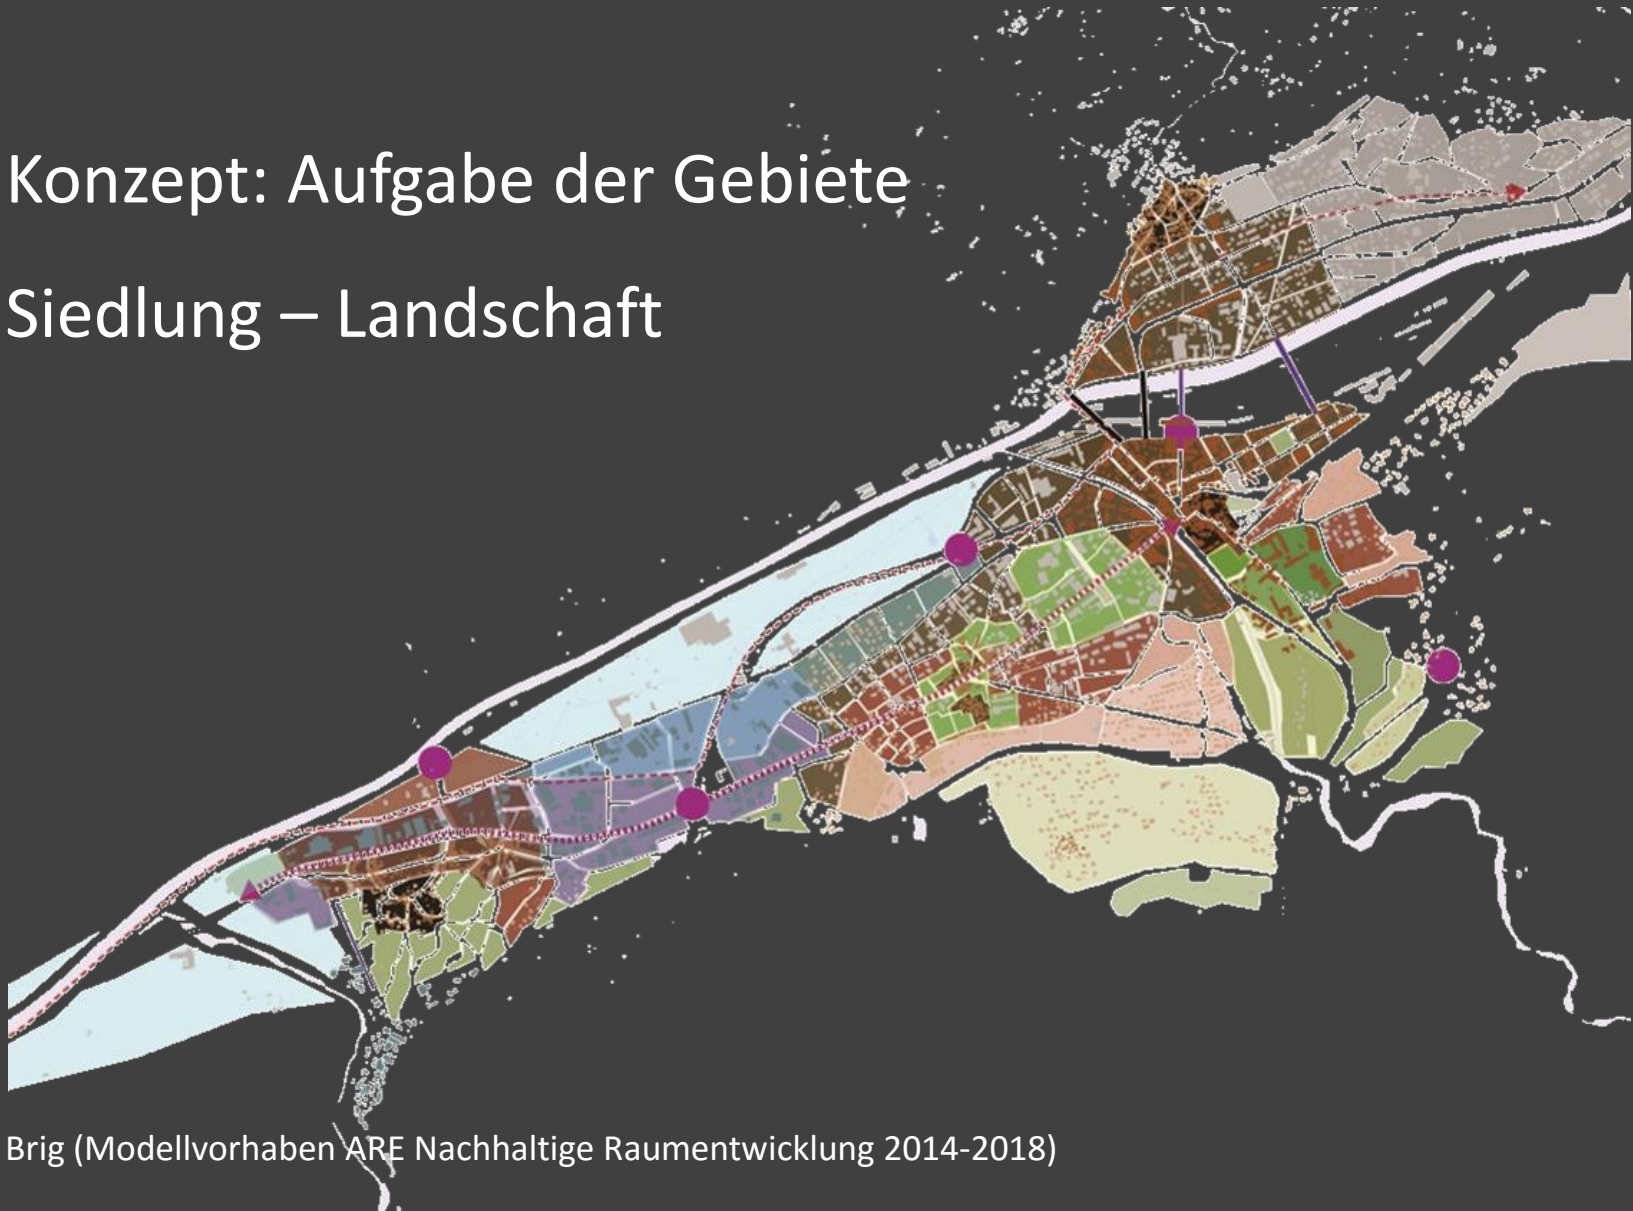 Konzept: Aufgabe der Gebiete
Siedlung – Landschaft
Brig (Modellvorhaben ARE Nachhaltige Raumentwicklung 2014-2018)